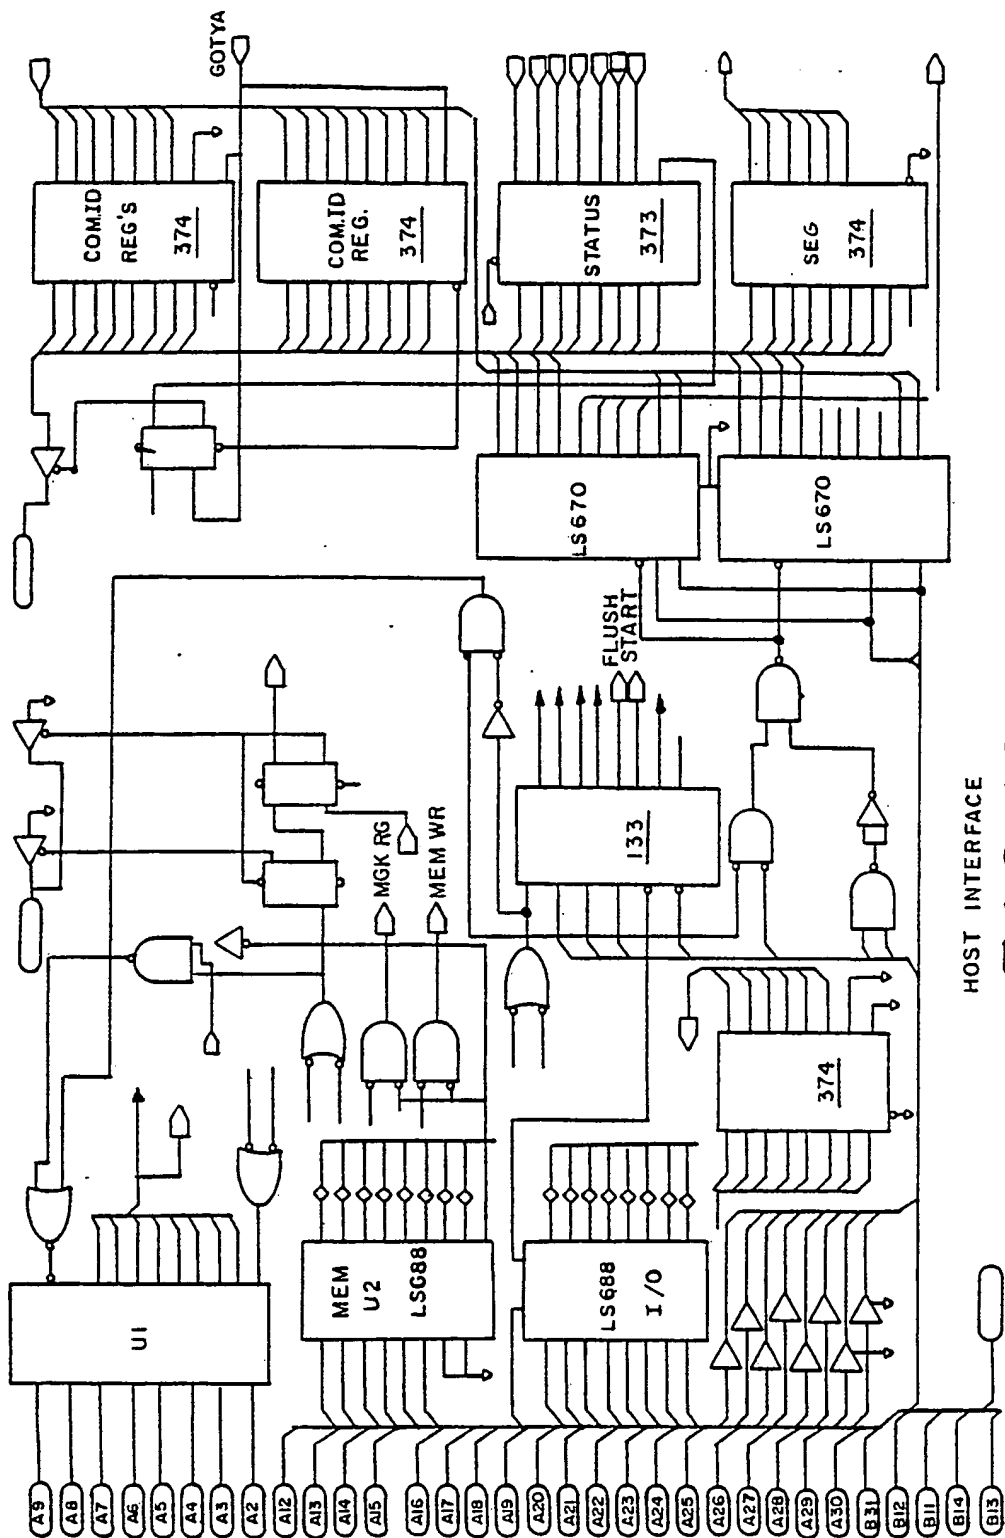 A9
A8
A7
A6
A5
A4
A3
A2
A12
A13
A14
A15
A16
A17
A18
A19
A20
A21
A22
A23
A24
A25
A26
A27
A28
A29
A30
B31
B12
B11
B14
B13
U1
MEM
U2
LS688
LS688
I/O
374
MGK RG
MEM WR
133
FLUSH
START
LS670
LS670
GOTYA
COM.ID
REG'S
374
COM.ID
REG.
374
STATUS
373
SEG
374
HOST INTERFACE